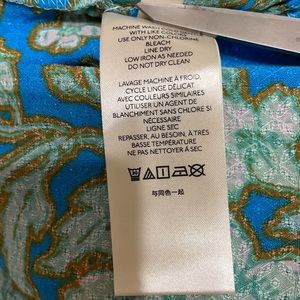 MACHINE WASH COLD, GENTLE
WITH LIKE COLORS
USE ONLY NON-CHLORINE
BLEACH
LINE DRY
LOW IRON AS NEEDED
DO NOT DRY CLEAN
LAVAGE MACHINE À FROID,
CYCLE LINGE DÉLICAT
AVEC COULEURS SIMILAIRES
UTILISER UN AGENT DE
BLANCHIMENT SANS CHLORE SI
NÉCESSAIRE
LIGNE SEC
REPASSER, AU BESOIN, À TRÈS
BASSE TEMPÉRATURE
NE PAS NETTOYER À SEC
与同色一起